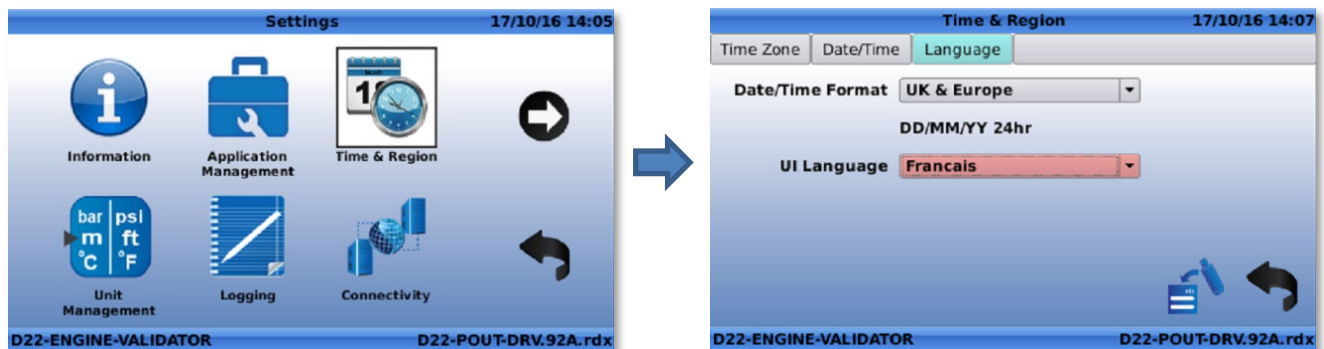 Settings 17/10/16 14:05
Information
Application
Management
Time & Region
bar psi
m ft
°C °F
Unit
Management
Logging
Connectivity
D22-ENGINE-VALIDATOR D22-POUT-DRV.92A.rdx
Time & Region 17/10/16 14:07
Time Zone Date/Time Language
Date/Time Format UK & Europe
DD/MM/YY 24hr
UI Language Francais
D22-ENGINE-VALIDATOR D22-POUT-DRV.92A.rdx